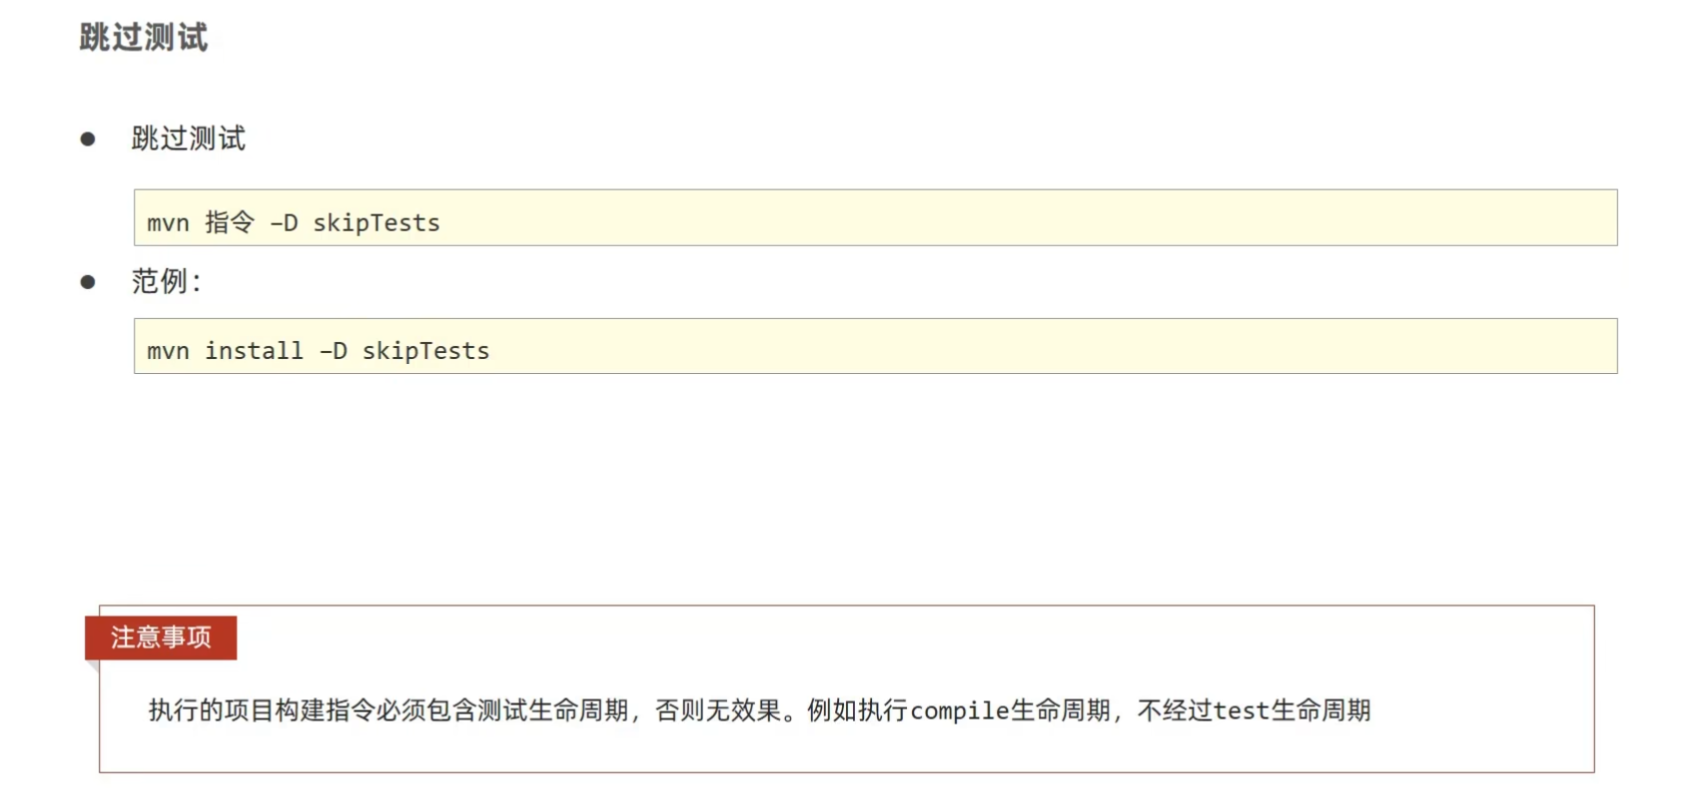 跳过测试
跳过测试
mvn 指令 –D skipTests
范例：
mvn install –D skipTests
注意事项
执行的项目构建指令必须包含测试生命周期，否则无效果。例如执行compile生命周期，不经过test生命周期